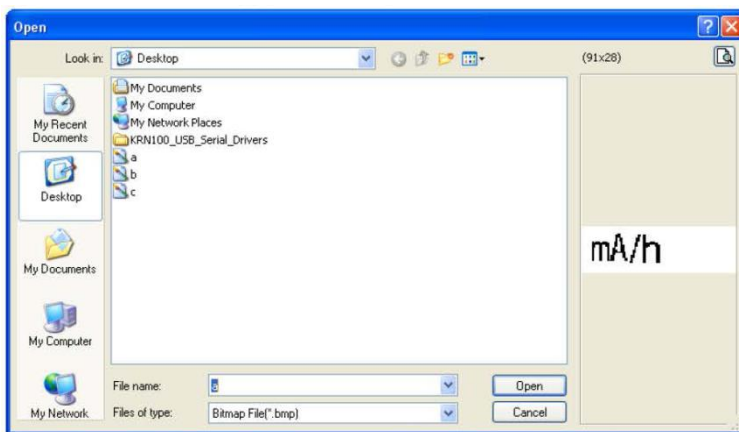 Open
Look in: Desktop
(91x28)
My Recent Documents
Desktop
My Documents
My Computer
My Network
My Documents
My Computer
My Network Places
KRN100_USB_Serial_Drivers
a
b
c
mA/h
File name: a
Open
Files of type: Bitmap File(*.bmp)
Cancel